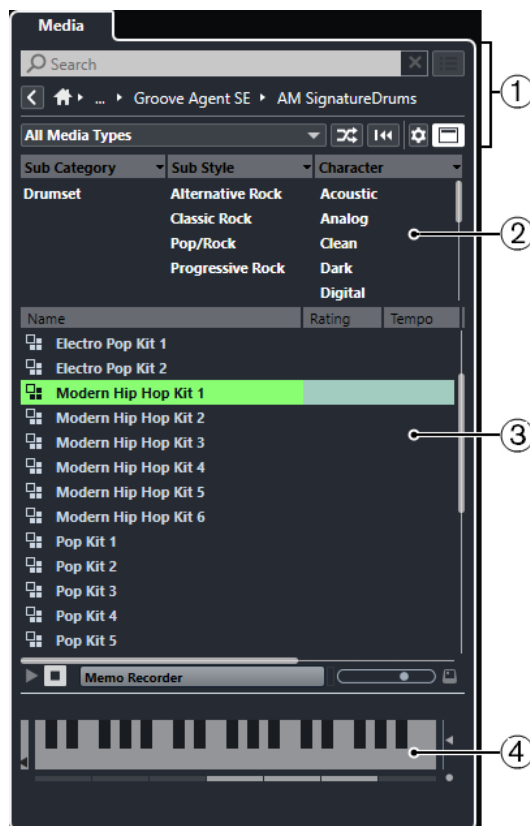 Media
Search
... Groove Agent SE AM SignatureDrums
All Media Types
1
Sub Category Sub Style Character
Drumset Alternative Rock Acoustic
Classic Rock Analog
Pop/Rock Clean
Progressive Rock Dark
Digital
2
Name Rating Tempo
Electro Pop Kit 1
Electro Pop Kit 2
Modern Hip Hop Kit 1
Modern Hip Hop Kit 2
Modern Hip Hop Kit 3
3
Modern Hip Hop Kit 4
Modern Hip Hop Kit 5
Modern Hip Hop Kit 6
Pop Kit 1
Pop Kit 2
Pop Kit 3
Pop Kit 4
Pop Kit 5
Memo Recorder
4